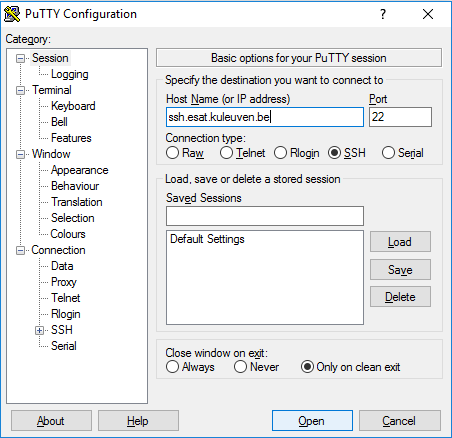 PuTTY Configuration
?
Category:
Session
Logging
Terminal
Keyboard
Bell
Features
Window
Appearance
Behaviour
Translation
Selection
Colours
Connection
Data
Proxy
Telnet
Rlogin
SSH
Serial
Basic options for your PuTTY session
Specify the destination you want to connect to
Host Name (or IP address) Port
ssh.esat.kuleuven.be 22
Connection type:
Raw Telnet Rlogin SSH Serial
Load, save or delete a stored session
Saved Sessions
Default Settings
Load
Save
Delete
Close window on exit:
Always Never Only on clean exit
About Help Open Cancel